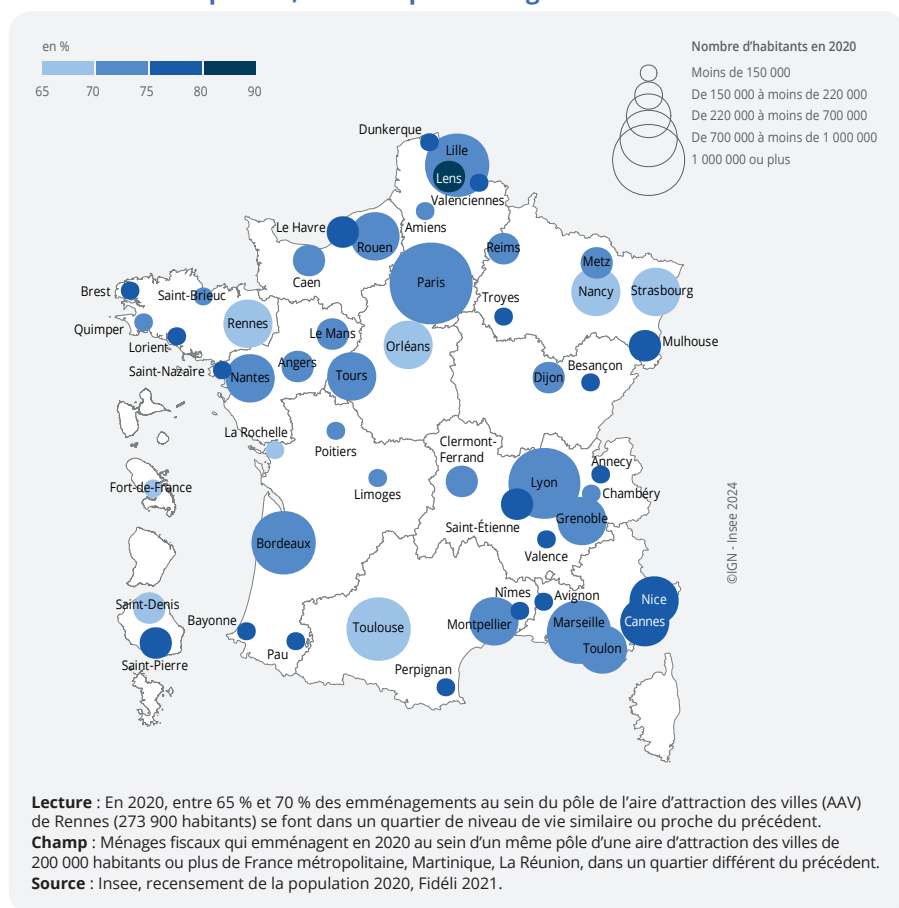 en %
65 70 75 80 90
Nombre d’habitants en 2020
Moins de 150 000
De 150 000 à moins de 220 000
De 220 000 à moins de 700 000
De 700 000 à moins de 1 000 000
1 000 000 ou plus
Dunkerque
Lille
Lens
Valenciennes
Le Havre
Rouen
Amiens
Reims
Caen
Metz
Paris
Nancy
Strasbourg
Brest
Saint-Brieuc
Troyes
Quimper
Rennes
Le Mans
Orléans
Lorient
Mulhouse
Saint-Nazaire
Nantes
Angers
Tours
Dijon
Besançon
La Rochelle
Poitiers
Clermont-
Ferrand
Annecy
Fort-de-France
Limoges
Lyon
Chambéry
Saint-Étienne
Grenoble
Bordeaux
Valence
Saint-Denis
Bayonne
Toulouse
Nîmes
Avignon
Nice
Montpellier
Marseille
Cannes
Saint-Pierre
Pau
Toulon
Perpignan
©IGN - Insee 2024
Lecture : En 2020, entre 65 % et 70 % des emménagements au sein du pôle de l’aire d’attraction des villes (AAV)
de Rennes (273 900 habitants) se font dans un quartier de niveau de vie similaire ou proche du précédent.
Champ : Ménages fiscaux qui emménagent en 2020 au sein d’un même pôle d’une aire d’attraction des villes de
200 000 habitants ou plus de France métropolitaine, Martinique, La Réunion, dans un quartier différent du précédent.
Source : Insee, recensement de la population 2020, Fidéli 2021.